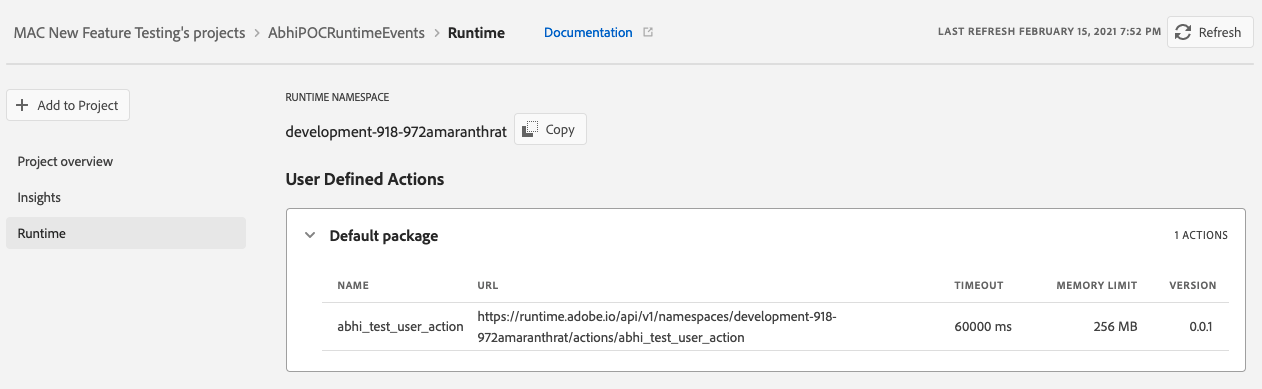 MAC New Feature Testing's projects > AbhiPOCRuntimeEvents > Runtime Documentation LAST REFRESH FEBRUARY 15, 2021 7:52 PM Refresh
Add to Project
RUNTIME NAMESPACE
development-918-972amaranthrat Copy
Project overview
Insights
Runtime
User Defined Actions
Default package 1 ACTIONS
NAME URL TIMEOUT MEMORY LIMIT VERSION
abhi_test_user_action https://runtime.adobe.io/api/v1/namespaces/development-918- 60000 ms 256 MB 0.0.1
972amaranthrat/actions/abhi_test_user_action